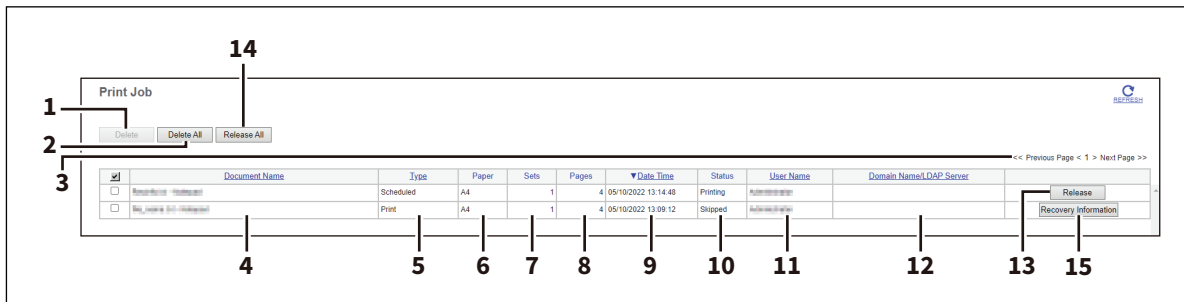 14
Print Job
REFRESH
1
Delete
Delete All
Release All
2
<< Previous Page < 1 > Next Page >>
3
Document Name Type Paper Sets Pages ▼Date Time Status User Name Domain Name/LDAP Server
Scheduled A4 1 4 05/10/2022 13:14:48 Printing Release
Print A4 1 4 05/10/2022 13:09:12 Skipped Recovery Information
4 5 6 7 8 9 10 11 12 13 15